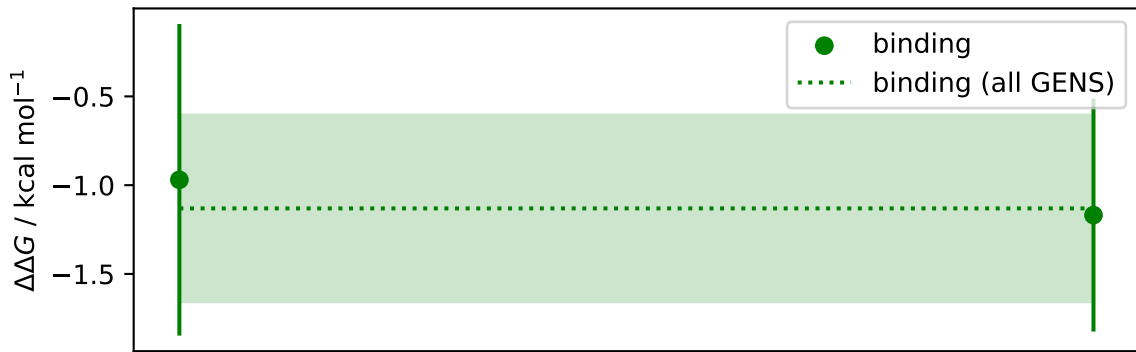 binding
binding (all GENS)
−0.5
−1.0
−1.5
ΔΔG / kcal mol⁻¹